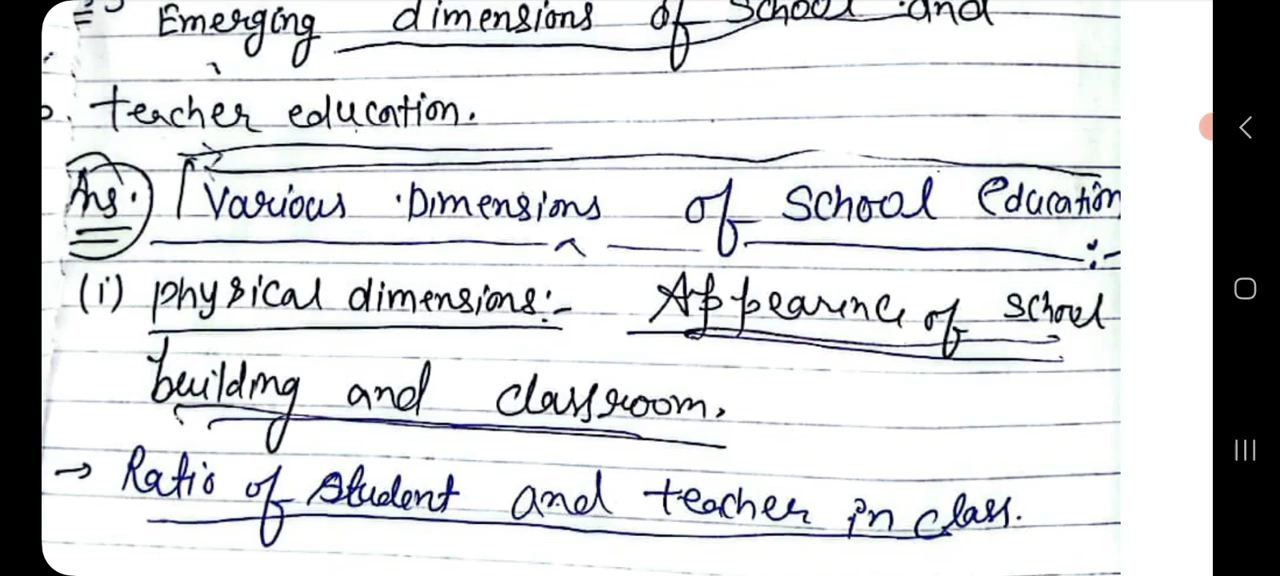 Emerging dimensions of school and
teacher education.
Ans. Various Dimensions of School Education :-
(i) physical dimensions:- Appearence of school
building and classroom.
→ Ratio of student and teacher in class.